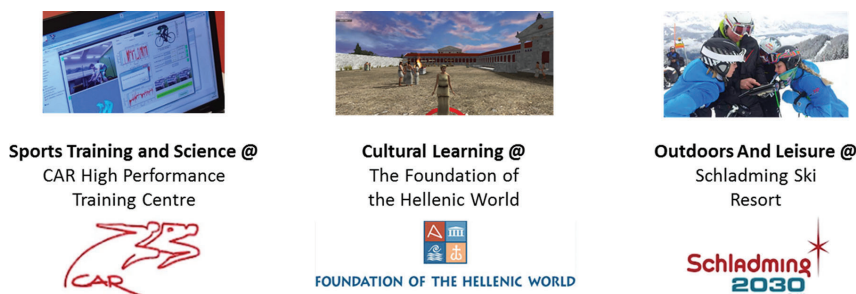 Sports Training and Science @
CAR High Performance
Training Centre
CAR
Cultural Learning @
The Foundation of
the Hellenic World
FOUNDATION OF THE HELLENIC WORLD
Outdoors And Leisure @
Schladming Ski
Resort
Schladming
2030